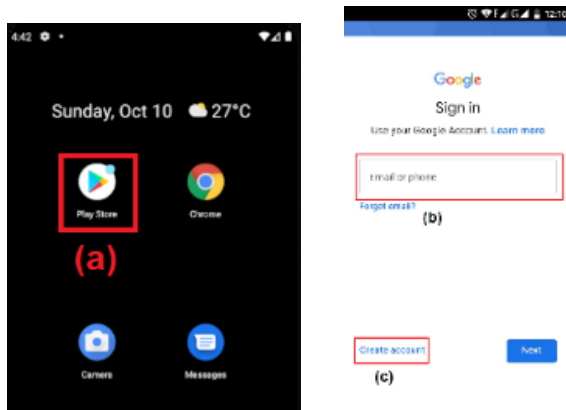 4:42
Sunday, Oct 10 27°C
Play Store Chrome
(a)
Camera Messages
12:10
Google
Sign in
Use your Google Account. Learn more
Email or phone
Forgot email?
(b)
Create account Next
(c)